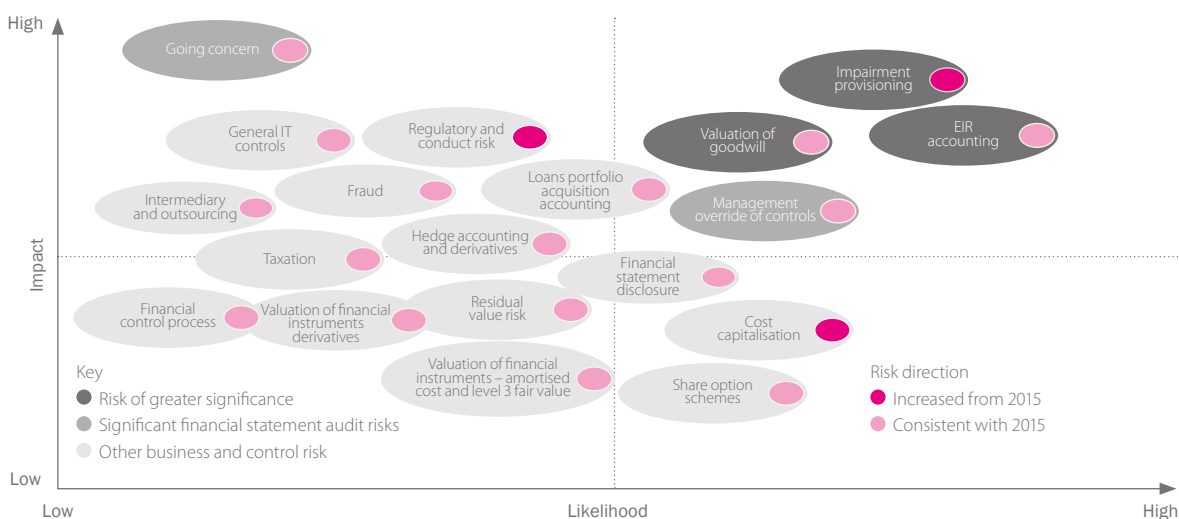 High
Going concern
Impairment
provisioning
General IT
controls
Regulatory and
conduct risk
Valuation of
goodwill
EIR
accounting
Fraud
Loans portfolio
acquisition
accounting
Intermediary
and outsourcing
Management
override of controls
Hedge accounting
and derivatives
Taxation
Financial
statement
disclosure
Impact
Financial
control process
Valuation of financial
instruments
derivatives
Residual
value risk
Cost
capitalisation
Valuation of financial
instruments – amortised
cost and level 3 fair value
Share option
schemes
Key
Risk of greater significance
Significant financial statement audit risks
Other business and control risk
Risk direction
Increased from 2015
Consistent with 2015
Low
Low
Likelihood
High